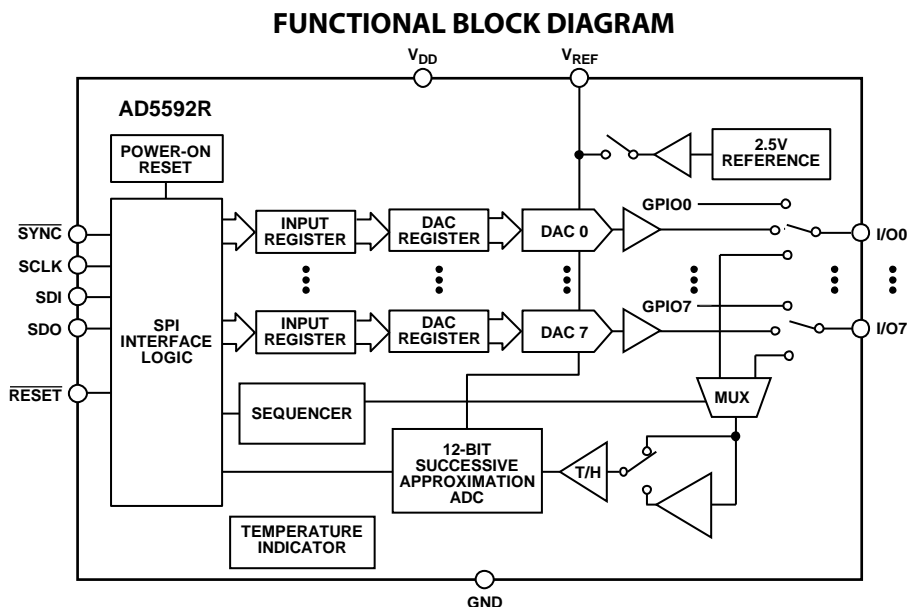 FUNCTIONAL BLOCK DIAGRAM
VDD
VREF
AD5592R
POWER-ON
RESET
2.5V
REFERENCE
GPIO0
SYNC
INPUT
REGISTER
DAC
REGISTER
DAC 0
I/O0
SCLK
SDI
SDO
SPI
INTERFACE
LOGIC
GPIO7
INPUT
REGISTER
DAC
REGISTER
DAC 7
I/O7
RESET
SEQUENCER
MUX
12-BIT
SUCCESSIVE
APPROXIMATION
ADC
T/H
TEMPERATURE
INDICATOR
GND